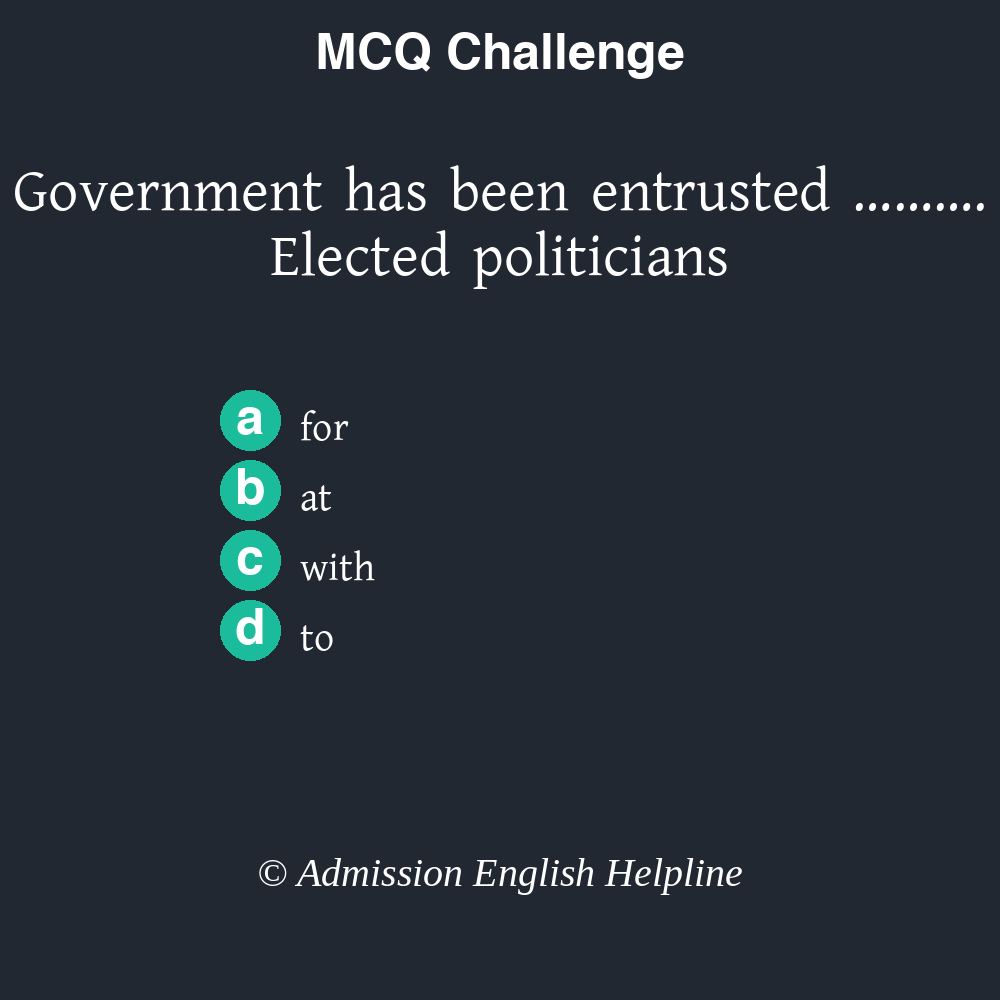 MCQ Challenge
Government has been entrusted ..........
Elected politicians
a for
b at
c with
d to
© Admission English Helpline